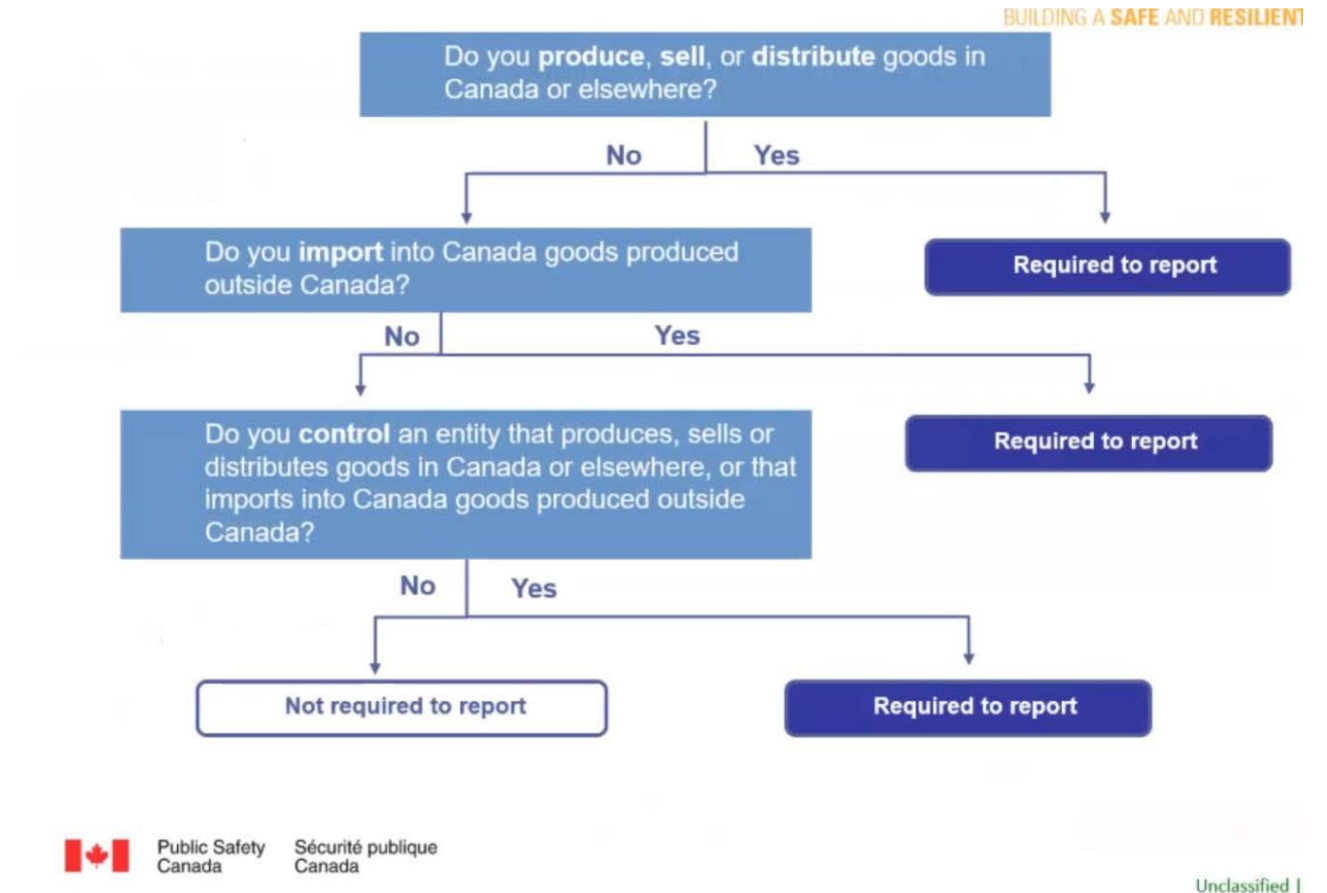 BUILDING A SAFE AND RESILIENT
Do you produce, sell, or distribute goods in
Canada or elsewhere?
No
Yes
Do you import into Canada goods produced
outside Canada?
Required to report
No
Yes
Do you control an entity that produces, sells or
distributes goods in Canada or elsewhere, or that
imports into Canada goods produced outside
Canada?
Required to report
No
Yes
Not required to report
Required to report
Public Safety
Canada
Sécurité publique
Canada
Unclassified |